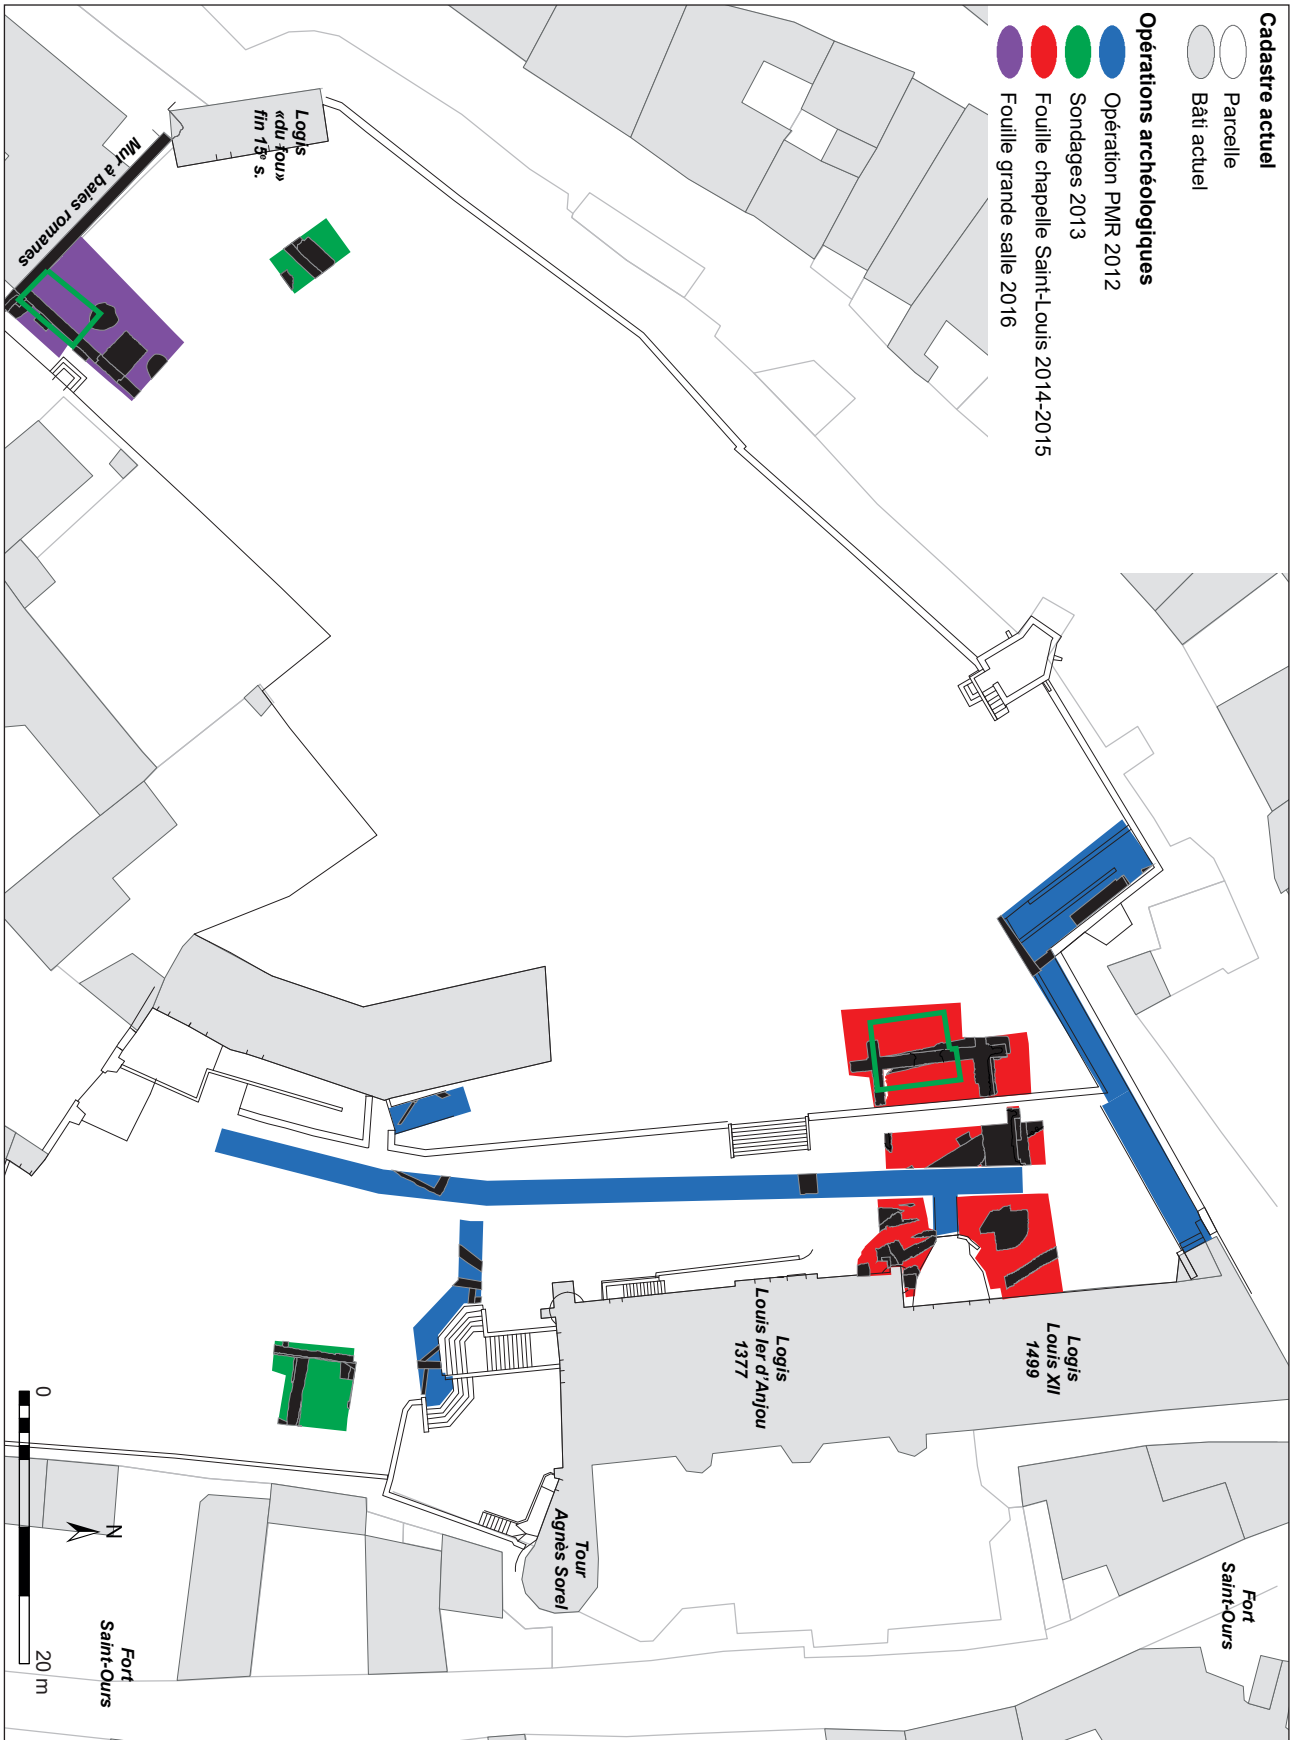 Cadastre actuel
Parcelle
Bâti actuel
Opérations archéologiques
Opération PMR 2012
Sondages 2013
Fouille chapelle Saint-Louis 2014-2015
Fouille grande salle 2016
Logis
«du fou»
fin 15e s.
Mur à baies romanes
Logis
Louis XII
1499
Logis
Louis Ier d'Anjou
1377
Tour
Agnès Sorel
Fort
Saint-Ours
Fort
Saint-Ours
N
0
20 m